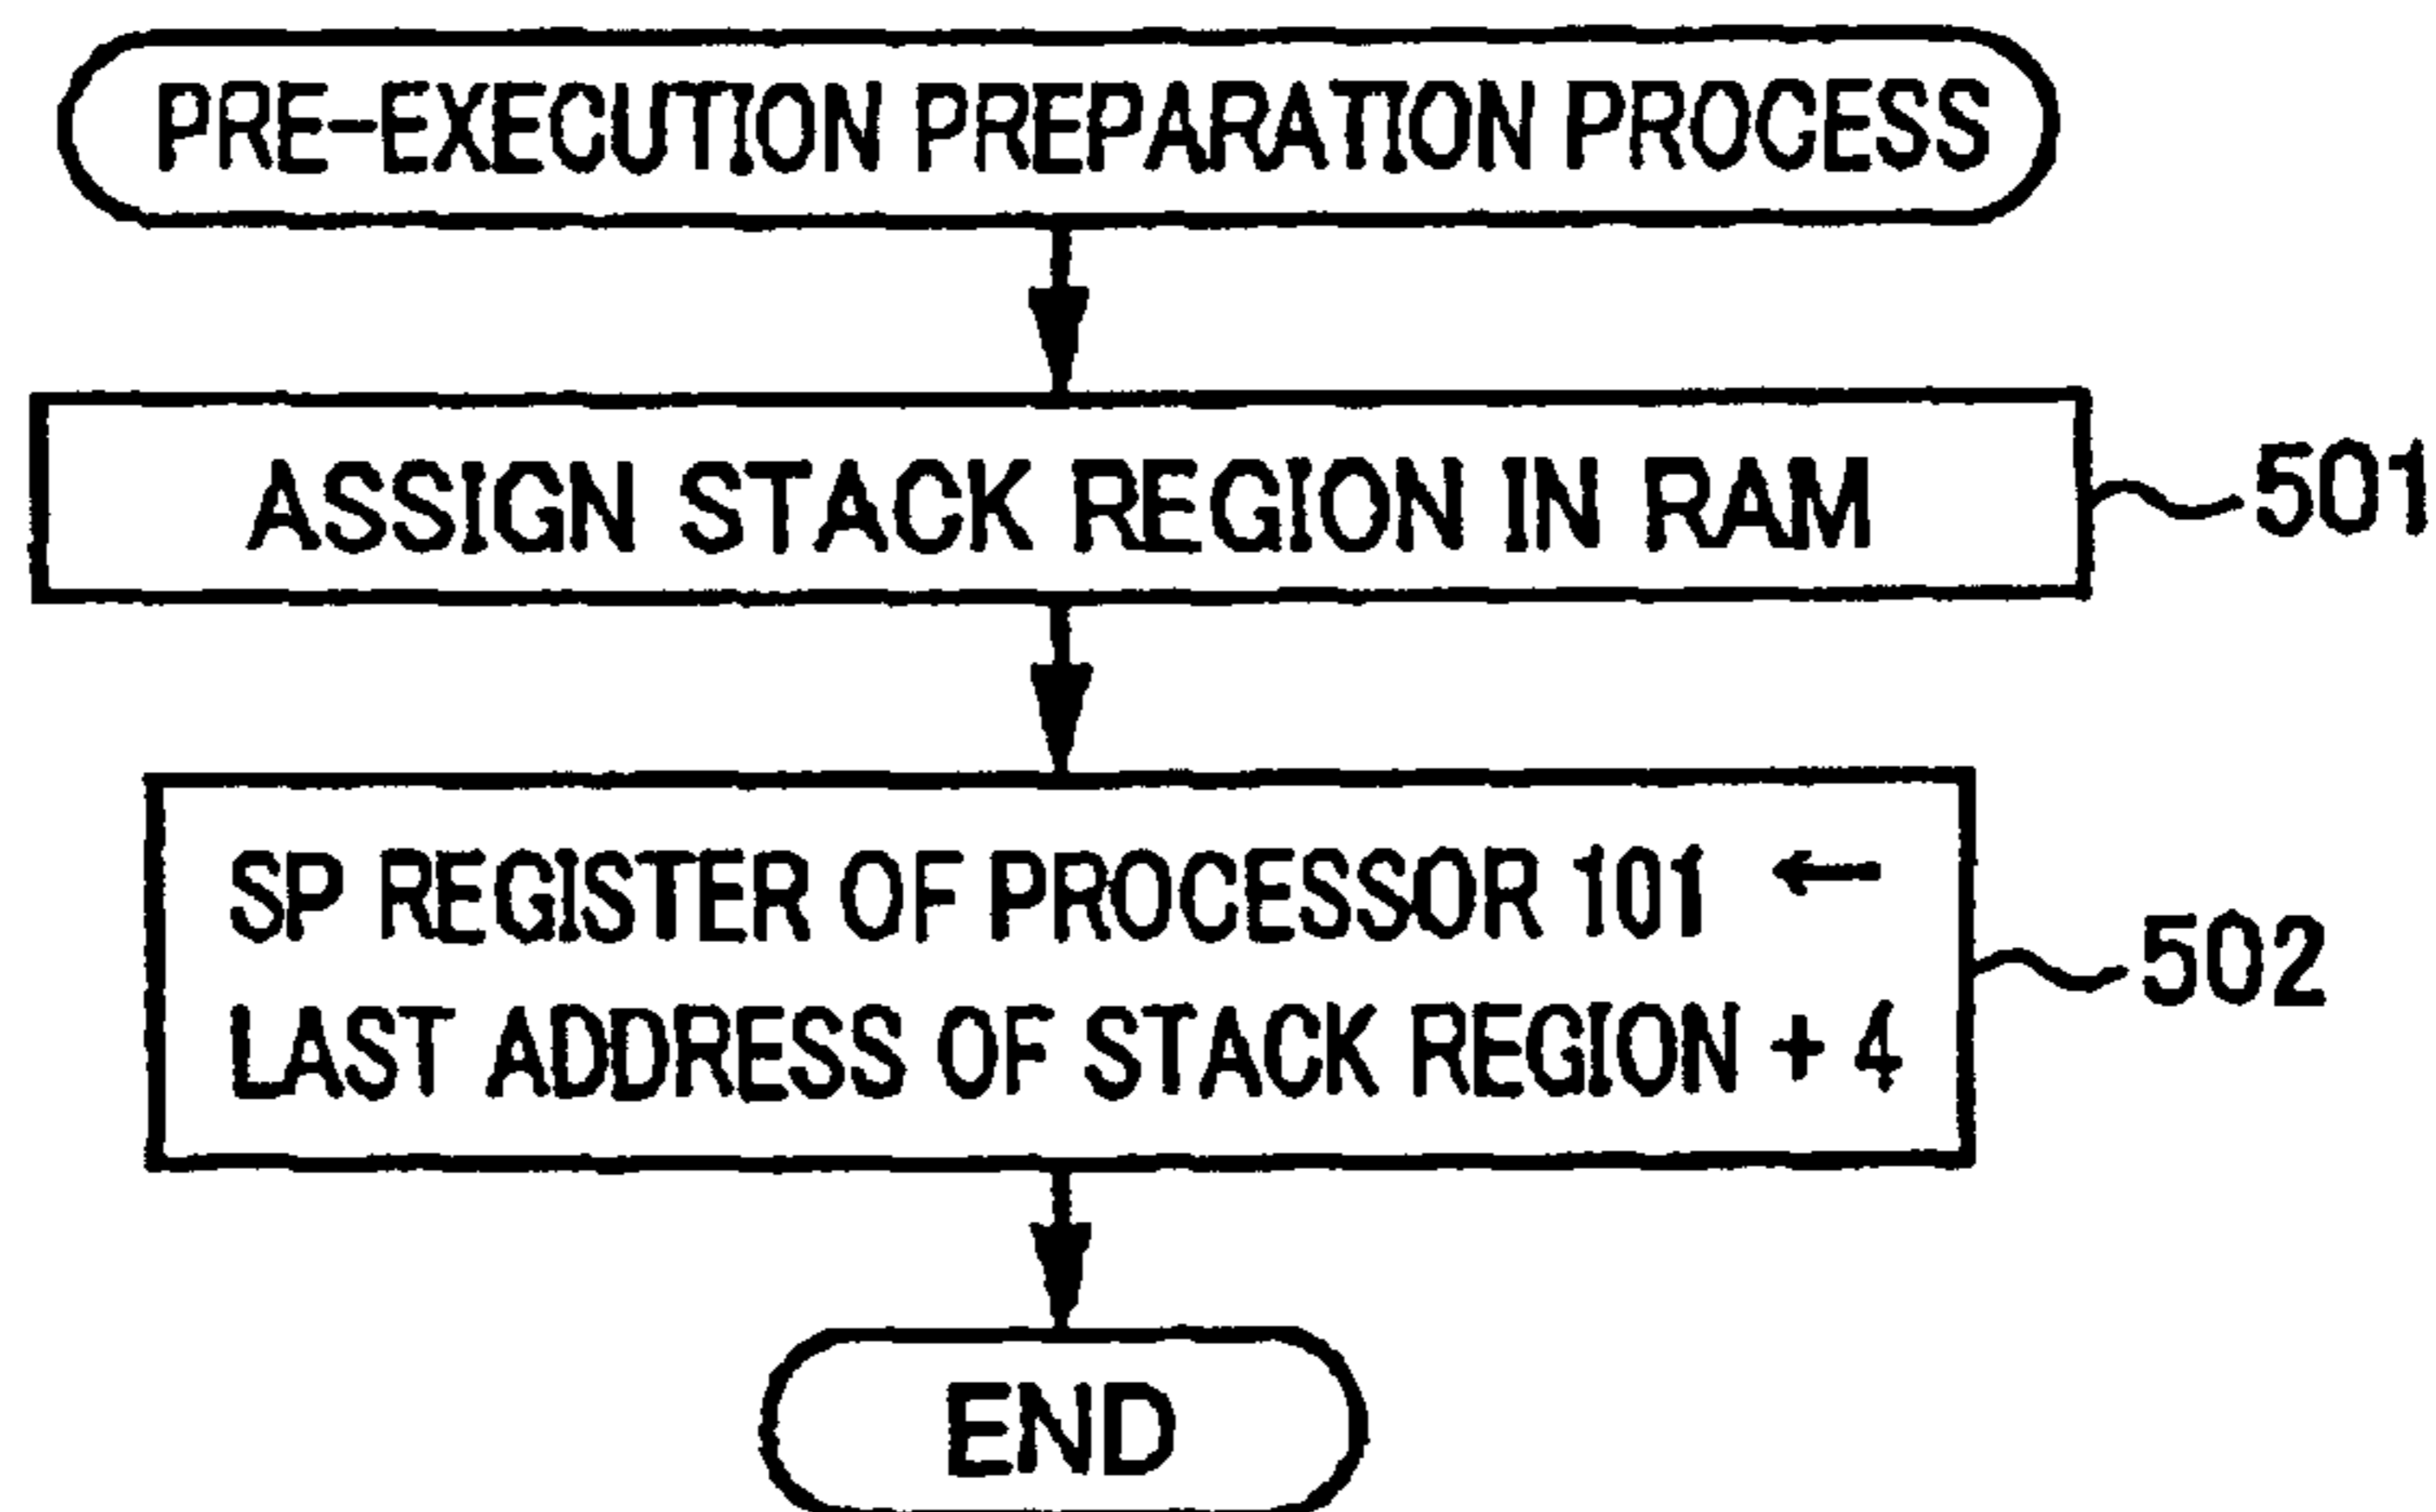 PRE-EXECUTION PREPARATION PROCESS
ASSIGN STACK REGION IN RAM
501
SP REGISTER OF PROCESSOR 101 ←
LAST ADDRESS OF STACK REGION + 4
502
END